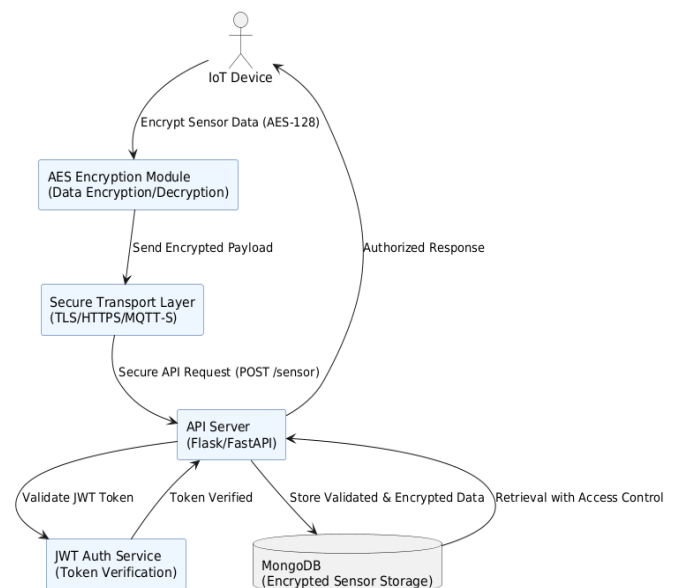 IoT Device
Encrypt Sensor Data (AES-128)
AES Encryption Module
(Data Encryption/Decryption)
Send Encrypted Payload
Authorized Response
Secure Transport Layer
(TLS/HTTPS/MQTT-S)
Secure API Request (POST /sensor)
API Server
(Flask/FastAPI)
Validate JWT Token
Token Verified
Store Validated & Encrypted Data
Retrieval with Access Control
JWT Auth Service
(Token Verification)
MongoDB
(Encrypted Sensor Storage)